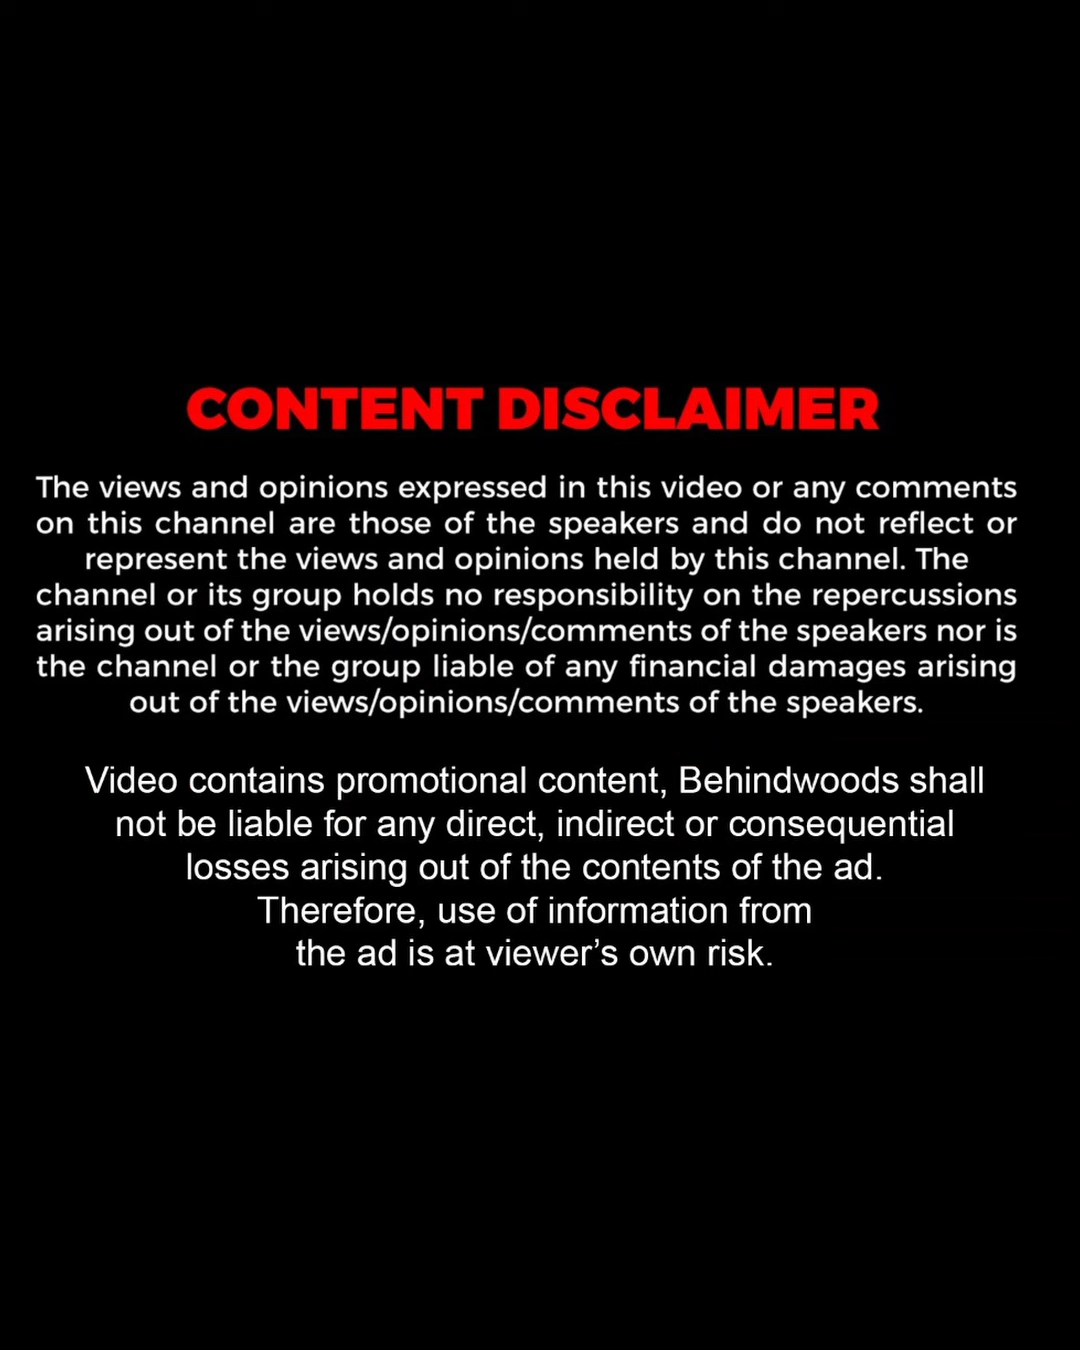 CONTENT DISCLAIMER
The views and opinions expressed in this video or any comments
on this channel are those of the speakers and do not reflect or
represent the views and opinions held by this channel. The
channel or its group holds no responsibility on the repercussions
arising out of the views/opinions/comments of the speakers nor is
the channel or the group liable of any financial damages arising
out of the views/opinions/comments of the speakers.
Video contains promotional content, Behindwoods shall
not be liable for any direct, indirect or consequential
losses arising out of the contents of the ad.
Therefore, use of information from
the ad is at viewer’s own risk.